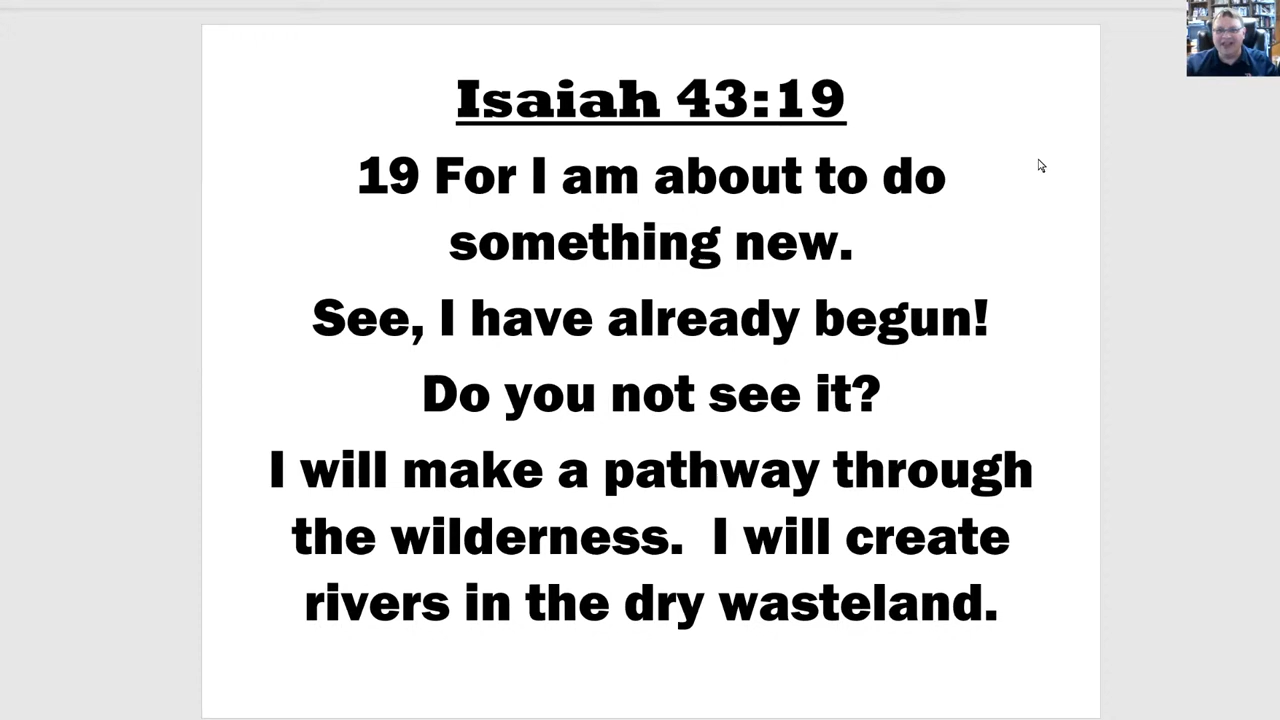 Isaiah 43:19
19 For I am about to do
something new.
See, I have already begun!
Do you not see it?
I will make a pathway through
the wilderness.  I will create
rivers in the dry wasteland.